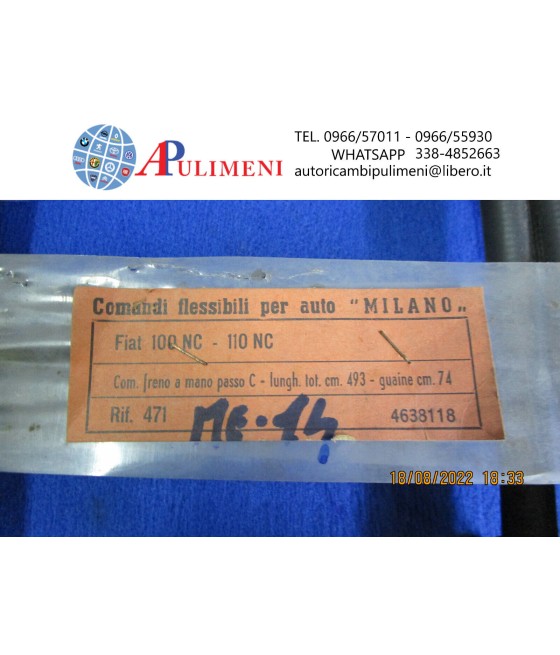 TEL. 0966/57011 - 0966/55930
WHATSAPP 338-4852663
autoricambipulimeni@libero.it
APULIMENI
Comandi flessibili per auto "MILANO"
Fiat 100 NC - 110 NC
Com. freno a mano passo C - lungh. tot. cm. 493 - guaine cm. 74
Rif. 471 ME·14 4638118
18/08/2022 18:33